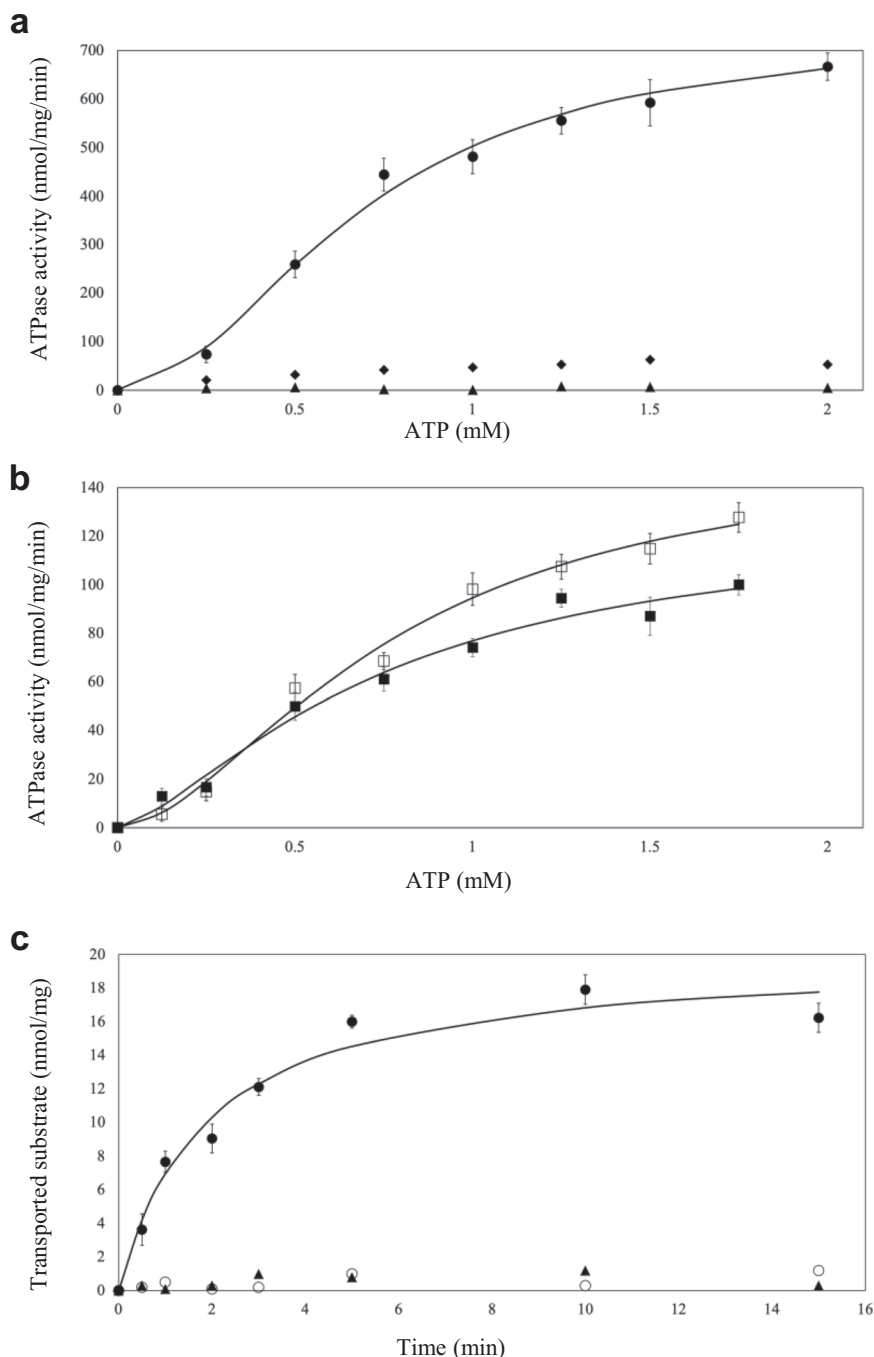 a
ATPase activity (nmol/mg/min)
700
600
500
400
300
200
100
0
0 0.5 1 1.5 2
ATP (mM)
b
ATPase activity (nmol/mg/min)
140
120
100
80
60
40
20
0
0 0.5 1 1.5 2
ATP (mM)
c
Transported substrate (nmol/mg)
20
18
16
14
12
10
8
6
4
2
0
0 2 4 6 8 10 12 14 16
Time (min)